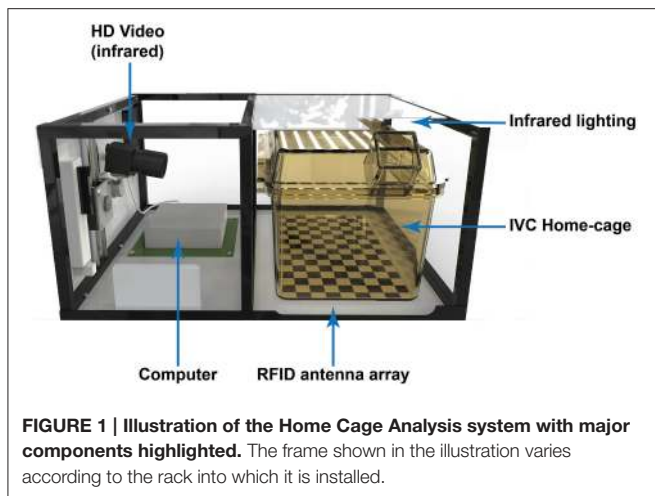 HD Video
(infrared)
Infrared lighting
IVC Home-cage
Computer
RFID antenna array
FIGURE 1 | Illustration of the Home Cage Analysis system with major
components highlighted. The frame shown in the illustration varies
according to the rack into which it is installed.